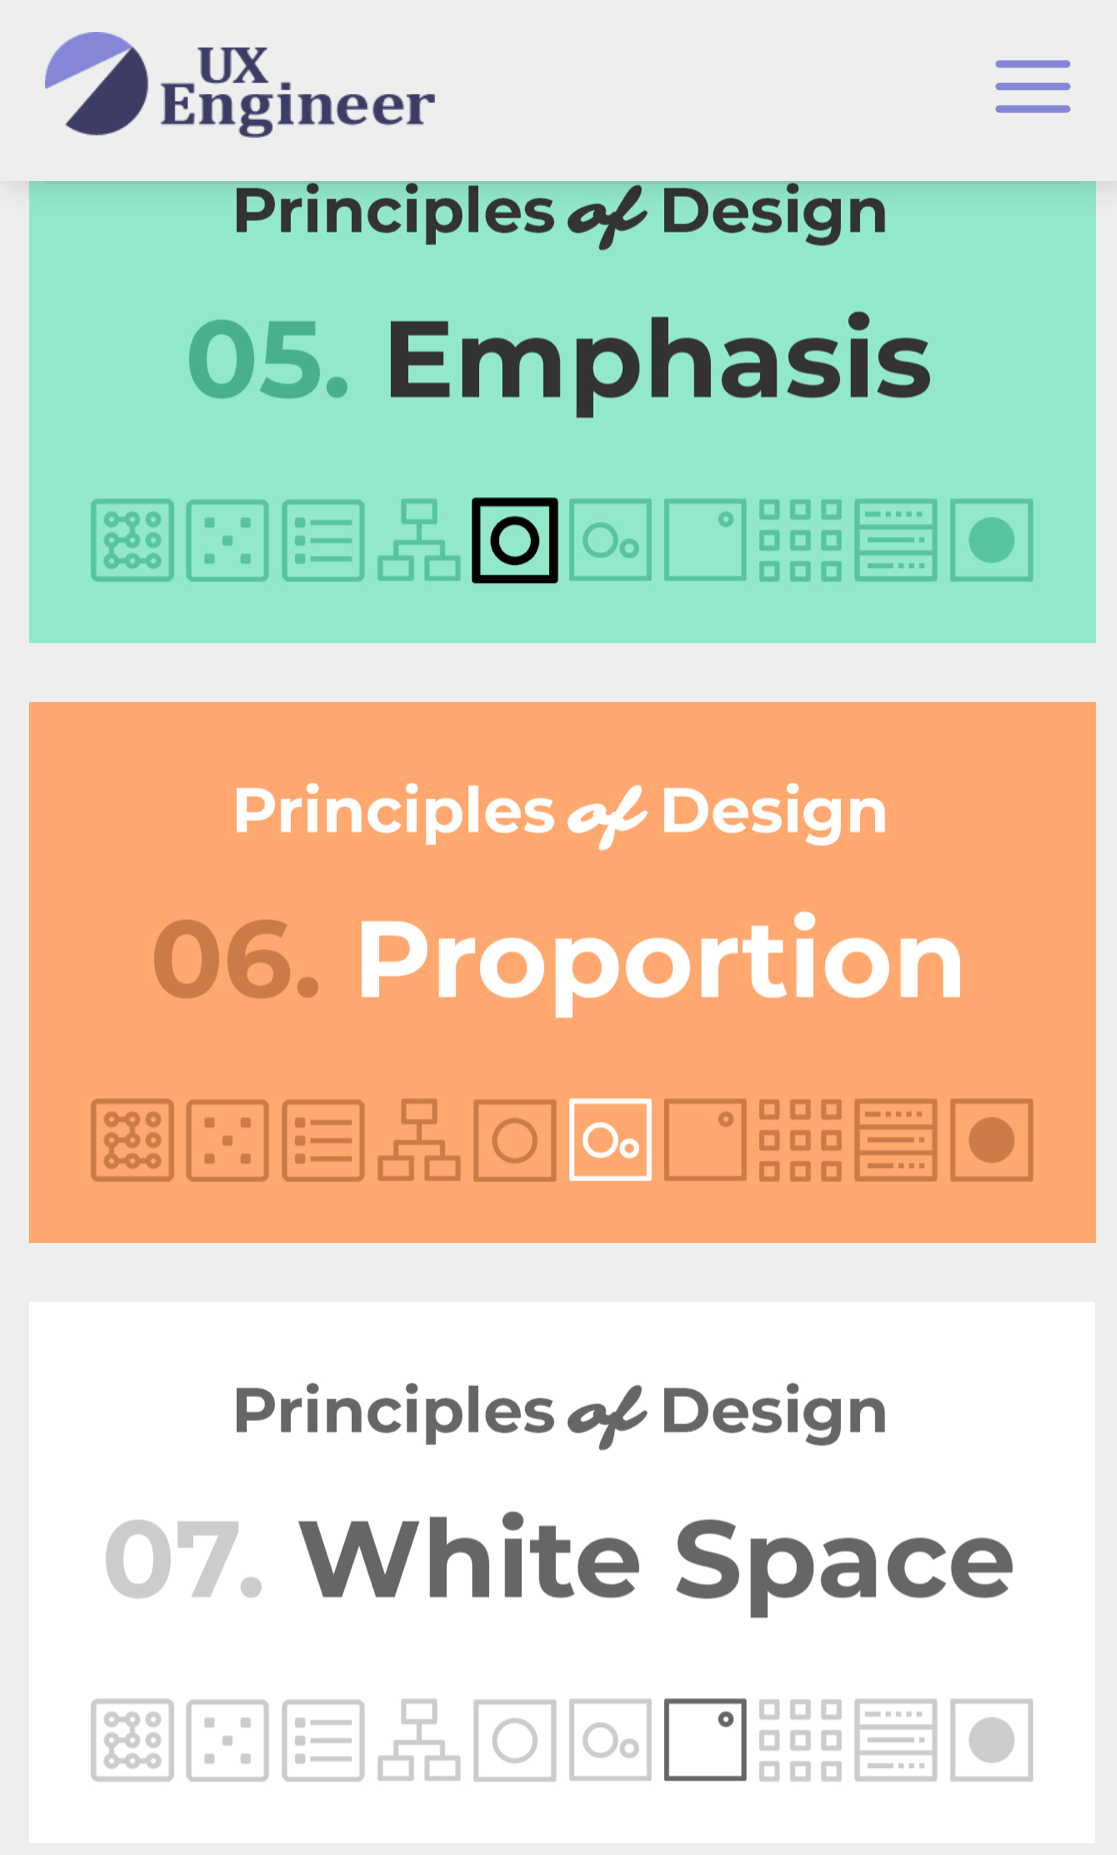 UX
Engineer
Principles of Design
05. Emphasis
Principles of Design
06. Proportion
Principles of Design
07. White Space